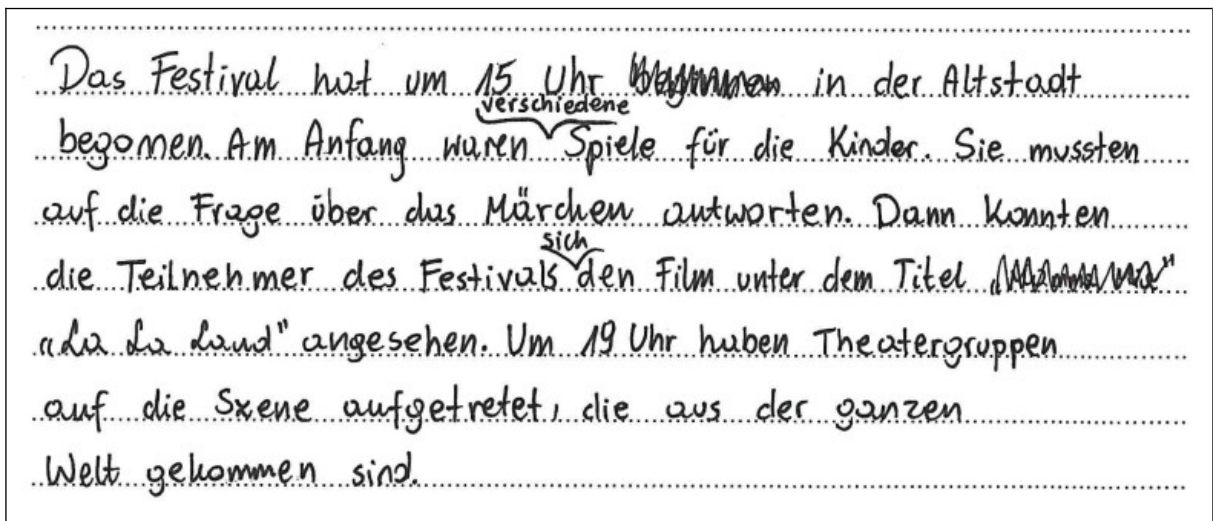 Das Festival hat um 15 Uhr in der Altstadt
verschiedene
begomen. Am Anfang waren Spiele für die Kinder. Sie mussten
auf die Frage über das Märchen antworten. Dann konnten
sich
die Teilnehmer des Festivals den Film unter dem Titel
„La La Land" angesehen. Um 19 Uhr haben Theatergruppen
auf die Szene aufgetretet, die aus der ganzen
Welt gekommen sind.